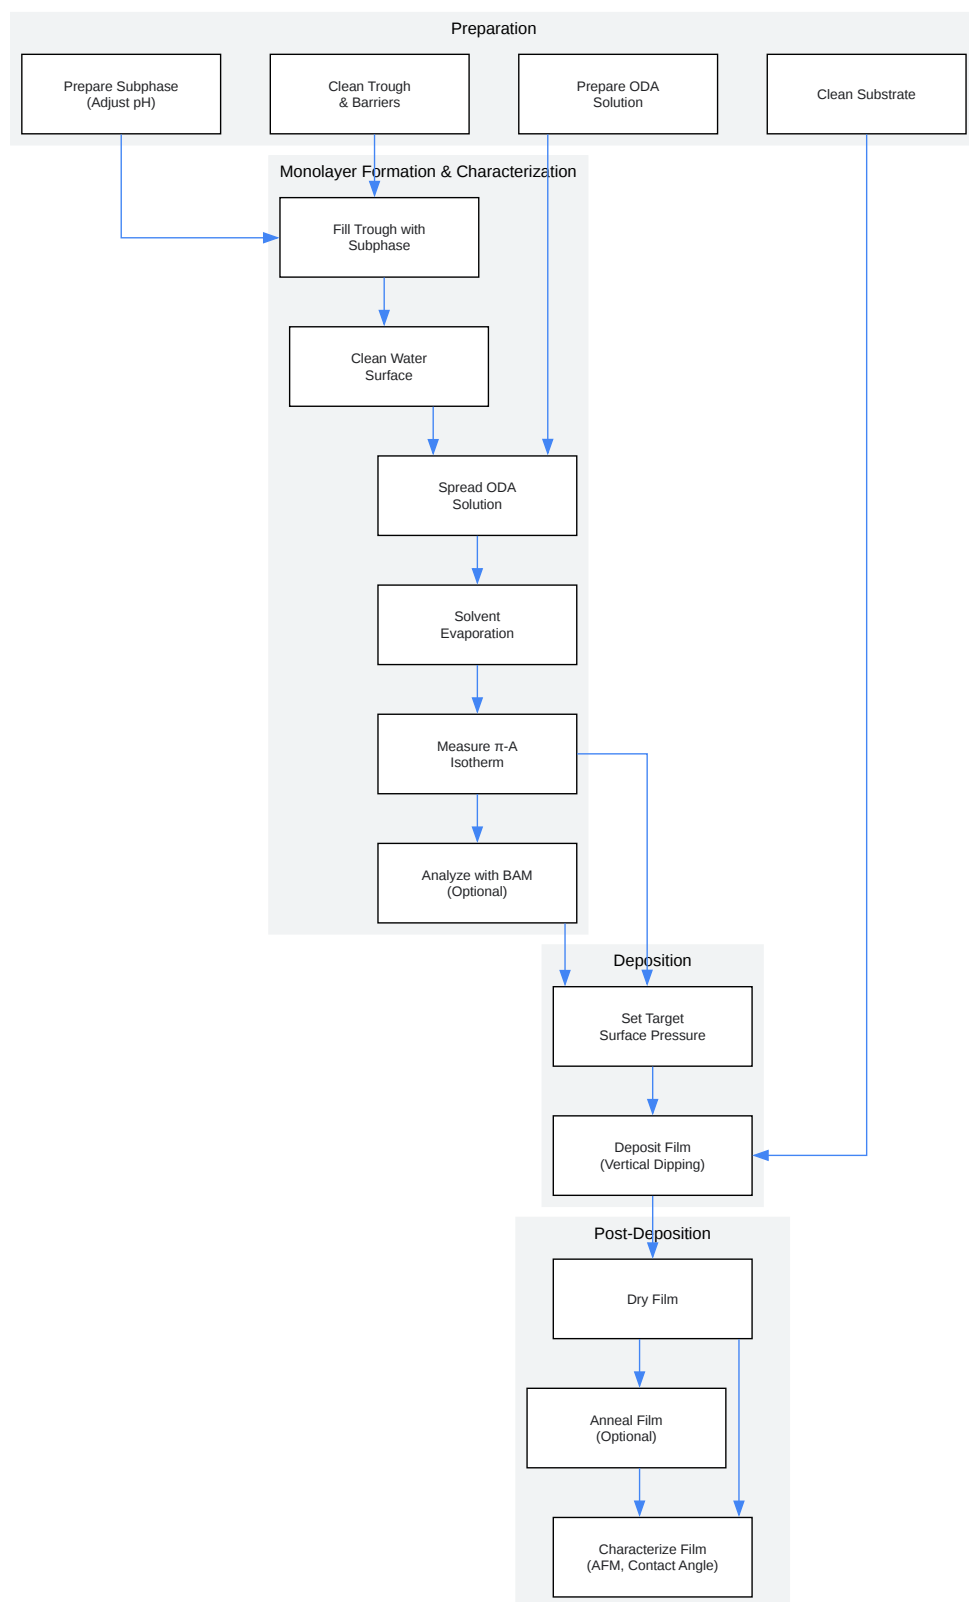 Preparation
Prepare Subphase
(Adjust pH)
Clean Trough
& Barriers
Prepare ODA
Solution
Clean Substrate
Monolayer Formation & Characterization
Fill Trough with
Subphase
Clean Water
Surface
Spread ODA
Solution
Solvent
Evaporation
Measure π-A
Isotherm
Analyze with BAM
(Optional)
Deposition
Set Target
Surface Pressure
Deposit Film
(Vertical Dipping)
Post-Deposition
Dry Film
Anneal Film
(Optional)
Characterize Film
(AFM, Contact Angle)